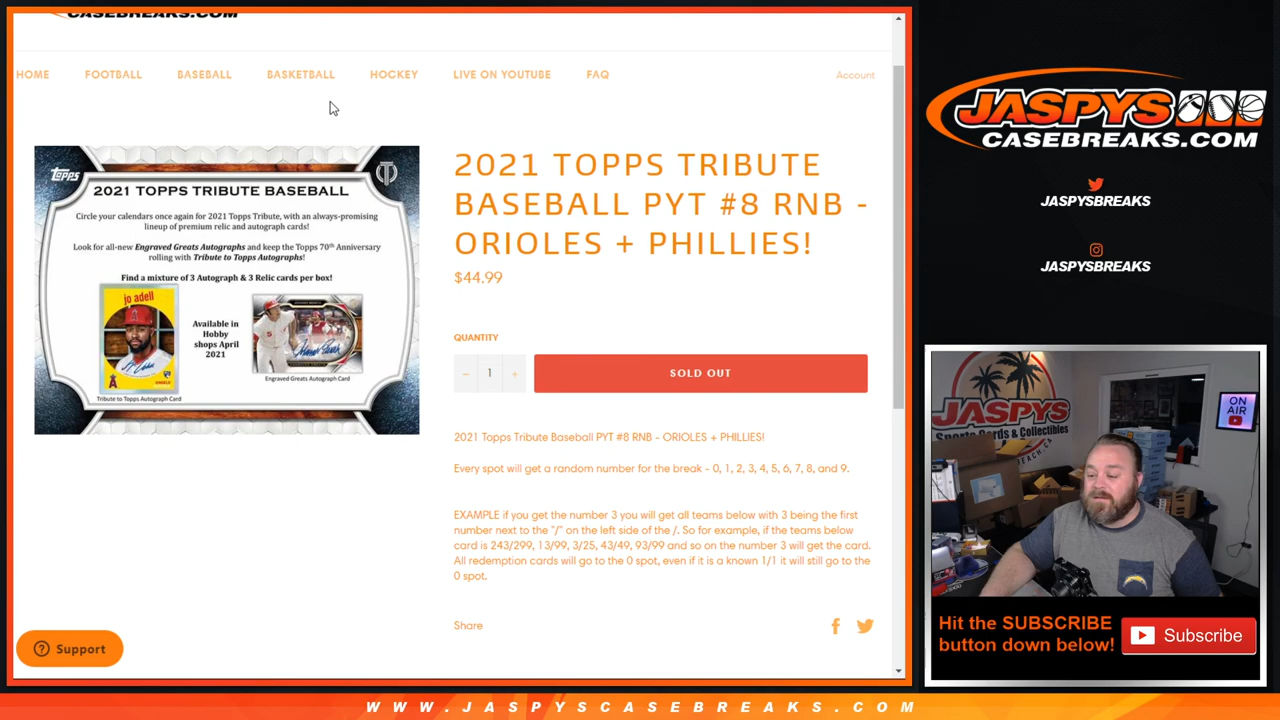 CASEBREAKS.COM
HOME FOOTBALL BASEBALL BASKETBALL HOCKEY LIVE ON YOUTUBE FAQ Account
Topps
2021 TOPPS TRIBUTE BASEBALL
Circle your calendars once again for 2021 Topps Tribute, with an always-promising
lineup of premium relic and autograph cards!
Look for all-new Engraved Greats Autographs and keep the Topps 70th Anniversary
rolling with Tribute to Topps Autographs!
Find a mixture of 3 Autograph & 3 Relic cards per box!
jo adell
Available in
Hobby
shops April
2021
Engraved Greats Autograph Card
Tribute to Topps Autograph Card
2021 TOPPS TRIBUTE
BASEBALL PYT #8 RNB -
ORIOLES + PHILLIES!
$44.99
QUANTITY
− 1 +
SOLD OUT
2021 Topps Tribute Baseball PYT #8 RNB - ORIOLES + PHILLIES!
Every spot will get a random number for the break - 0, 1, 2, 3, 4, 5, 6, 7, 8, and 9.
EXAMPLE if you get the number 3 you will get all teams below with 3 being the first
number next to the "/" on the left side of the /. So for example, if the teams below
card is 243/299, 13/99, 3/25, 43/49, 93/99 and so on the number 3 will get the card.
All redemption cards will go to the 0 spot, even if it is a known 1/1 it will still go to the
0 spot.
Share
Support
JASPYS
CASEBREAKS.COM
JASPYSBREAKS
JASPYSBREAKS
JASPYS
Sports Cards & Collectibles
ON
AIR
Hit the SUBSCRIBE
button down below!
Subscribe
WWW.JASPYSCASEBREAKS.COM